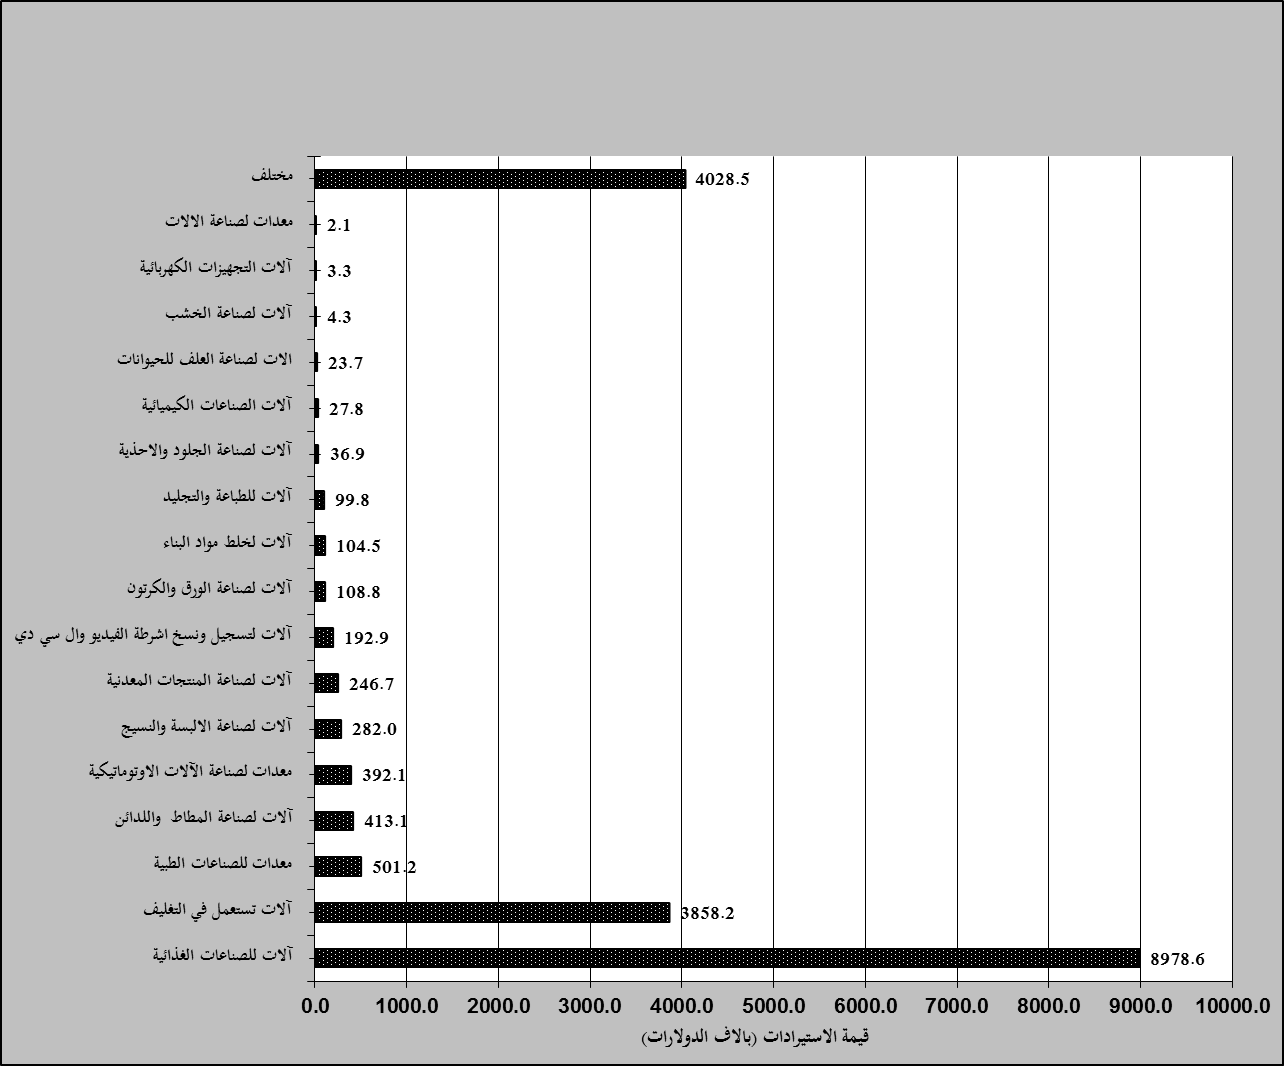 مختلف
4028.5
معدات لصناعة الالات
2.1
آلات التجهيزات الكهربائية
3.3
آلات لصناعة الخشب
4.3
الات لصناعة العلف للحيوانات
23.7
آلات الصناعات الكيميائية
27.8
آلات لصناعة الجلود والاحذية
36.9
آلات للطباعة والتجليد
99.8
آلات لخلط مواد البناء
104.5
آلات لصناعة الورق والكرتون
108.8
آلات لتسجيل ونسخ اشرطة الفيديو وال سي دي
192.9
آلات لصناعة المنتجات المعدنية
246.7
آلات لصناعة الالبسة والنسيج
282.0
معدات لصناعة الآلات الاوتوماتيكية
392.1
آلات لصناعة المطاط واللدائن
413.1
معدات للصناعات الطبية
501.2
آلات تستعمل في التغليف
3858.2
آلات للصناعات الغذائية
8978.6
0.0 1000.0 2000.0 3000.0 4000.0 5000.0 6000.0 7000.0 8000.0 9000.0 10000.0
قيمة الاستيرادات (بالاف الدولارات)